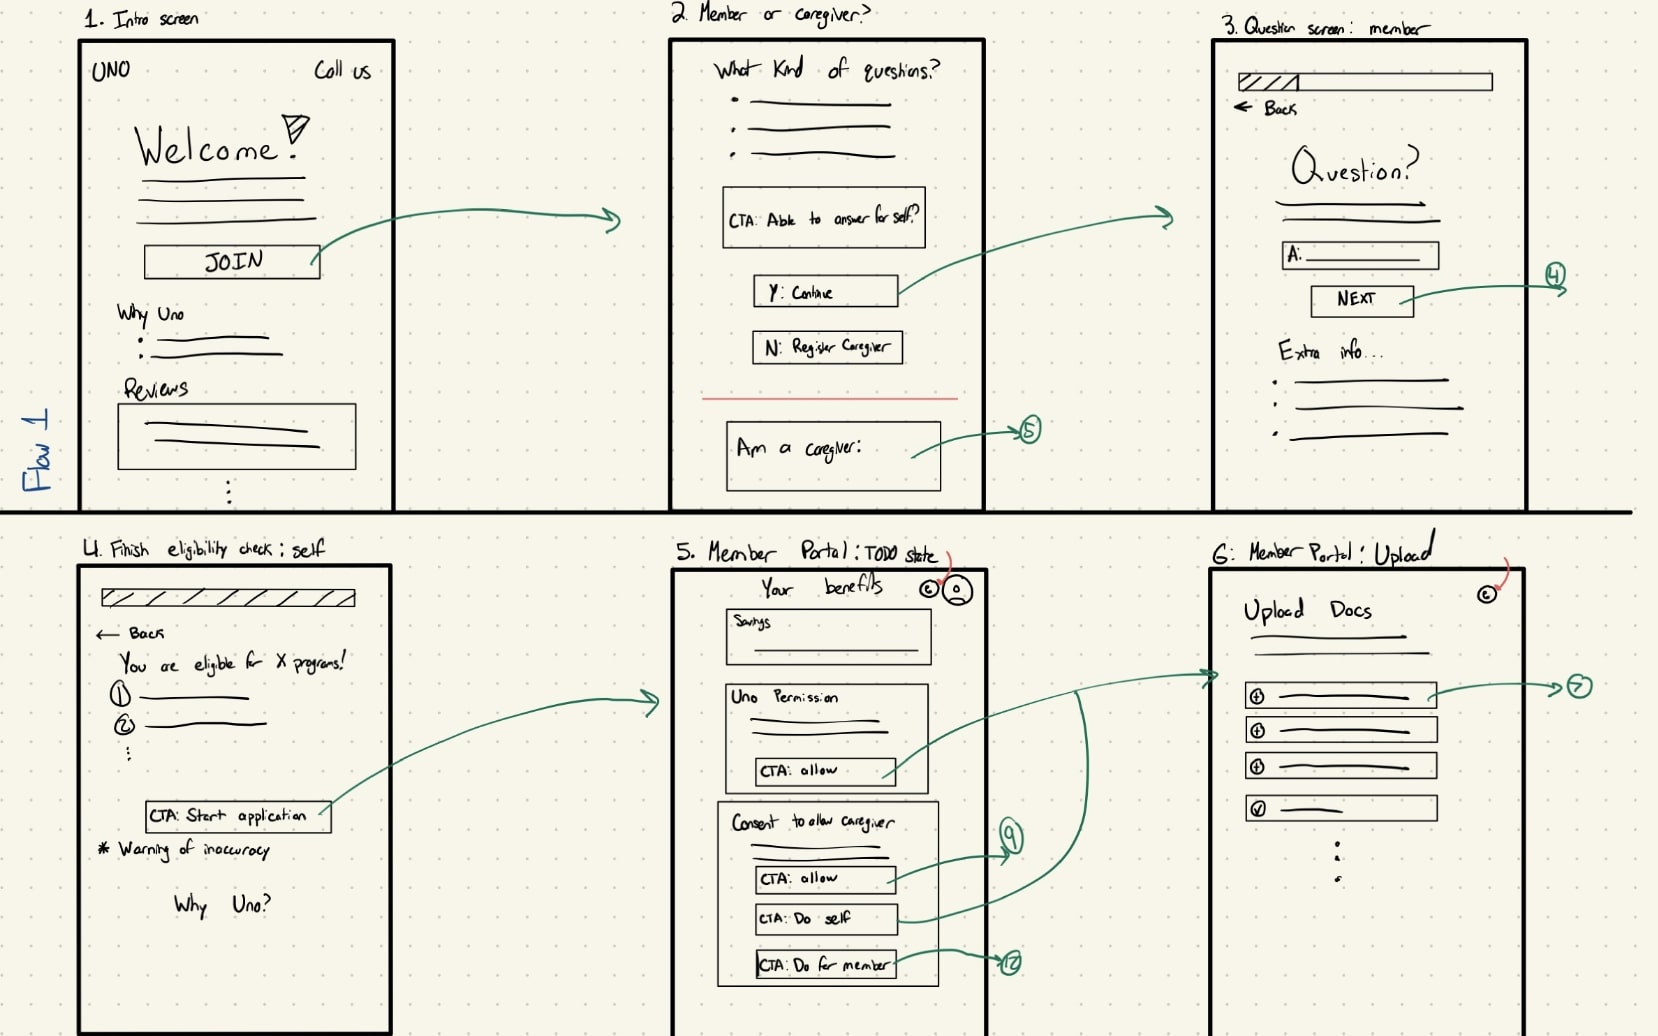 Flow 1
1. Intro screen
UNO
Call us
Welcome!
JOIN
Why Uno
Reviews
2. Member or caregiver?
What kind of questions?
CTA: Able to answer for self?
Y: Continue
N: Register Caregiver
Am a caregiver:
5
3. Question screen: member
← Back
Question?
A:
NEXT
4
Extra info...
4. Finish eligibility check: self
← Back
You are eligible for X programs!
1
2
CTA: Start application
* Warning of inaccuracy
Why Uno?
5. Member Portal: TODO state
Your benefits
Savings
Uno Permission
CTA: allow
Consent to allow caregiver
CTA: allow
9
CTA: Do self
CTA: Do for member
12
6: Member Portal: Upload
Upload Docs
7